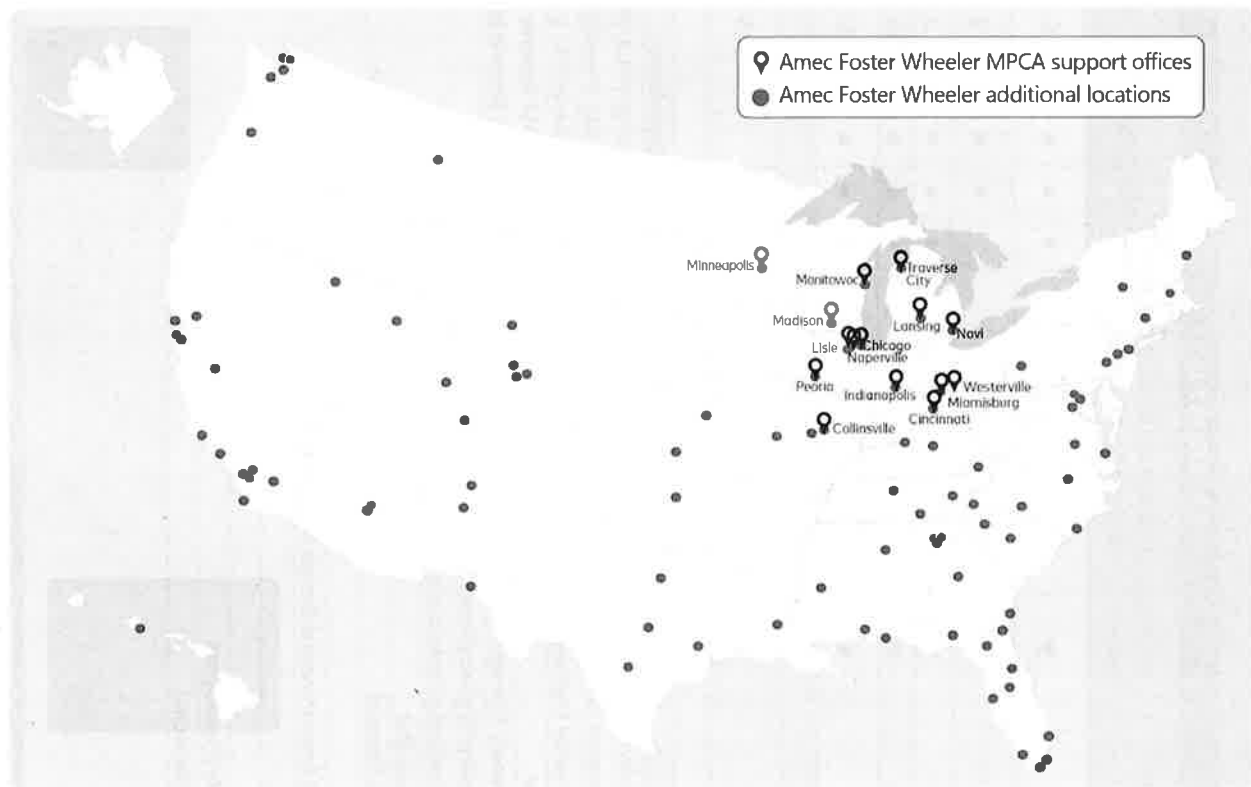 Amec Foster Wheeler MPCA support offices
Amec Foster Wheeler additional locations
Minneapolis
Manitowoc
Traverse
City
Madison
Lansing
Novi
Lisle
Chicago
Naperville
Peoria
Indianapolis
Westerville
Miamisburg
Cincinnati
Collinsville